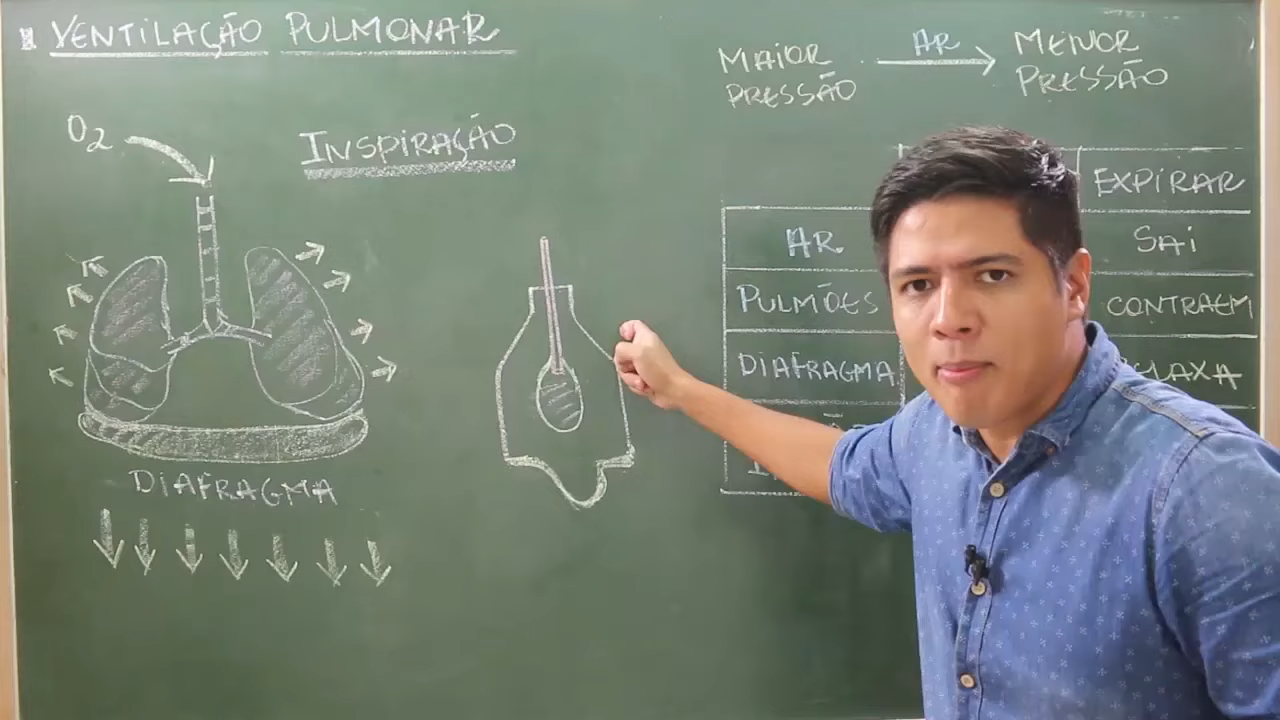 VENTILAÇÃO PULMONAR
MAIOR PRESSÃO
AR
MENOR PRESSÃO
O2
INSPIRAÇÃO
EXPIRAR
AR
SAI
PULMÕES
CONTRAEM
DIAFRAGMA
DIAFRAGMA